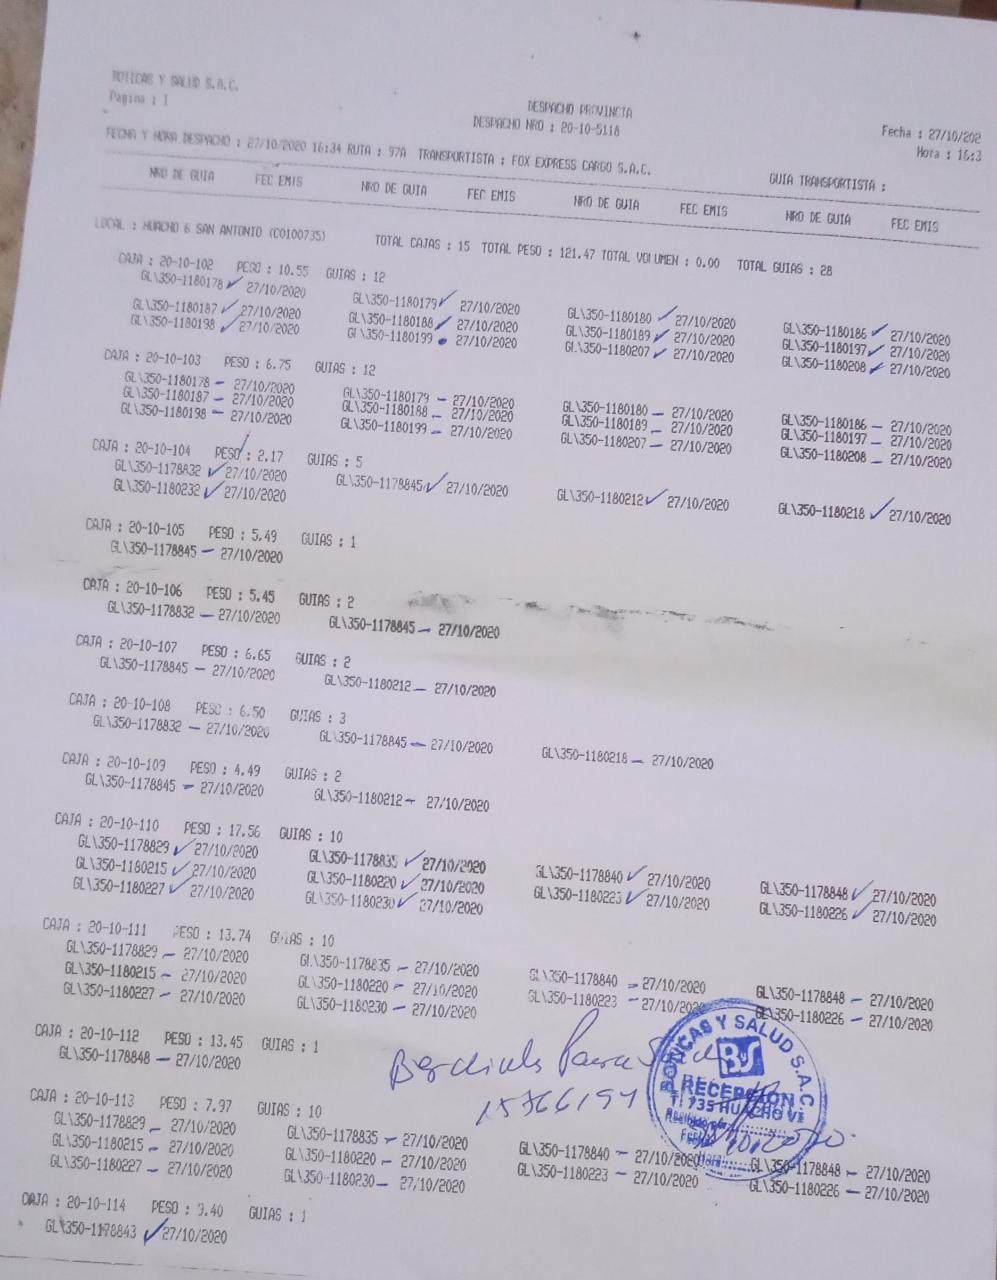 BOTICAS Y SALUD S.A.C.
Pagina : 1
DESPACHO PROVINCIA
DESPACHO NRO : 20-10-5118
Fecha : 27/10/202
Hora : 16:3
FECHA Y HORA DESPACHO : 27/10/2020 16:34 RUTA : 97A TRANSPORTISTA : FOX EXPRESS CARGO S.A.C. GUIA TRANSPORTISTA :
NRO DE GUIA FEC EMIS NRO DE GUIA FEC EMIS NRO DE GUIA FEC EMIS NRO DE GUIA FEC EMIS
LOCAL : HUACHO 6 SAN ANTONIO (C0100735) TOTAL CAJAS : 15 TOTAL PESO : 121.47 TOTAL VOLUMEN : 0.00 TOTAL GUIAS : 28
CAJA : 20-10-102 PESO : 10.55 GUIAS : 12
GL\350-1180178 27/10/2020 GL\350-1180179 27/10/2020 GL\350-1180180 27/10/2020 GL\350-1180186 27/10/2020
GL\350-1180187 27/10/2020 GL\350-1180188 27/10/2020 GL\350-1180189 27/10/2020 GL\350-1180197 27/10/2020
GL\350-1180198 27/10/2020 GL\350-1180199 27/10/2020 GL\350-1180207 27/10/2020 GL\350-1180208 27/10/2020
CAJA : 20-10-103 PESO : 6.75 GUIAS : 12
GL\350-1180178 27/10/2020 GL\350-1180179 27/10/2020 GL\350-1180180 27/10/2020 GL\350-1180186 27/10/2020
GL\350-1180187 27/10/2020 GL\350-1180188 27/10/2020 GL\350-1180189 27/10/2020 GL\350-1180197 27/10/2020
GL\350-1180198 27/10/2020 GL\350-1180199 27/10/2020 GL\350-1180207 27/10/2020 GL\350-1180208 27/10/2020
CAJA : 20-10-104 PESO : 2.17 GUIAS : 5
GL\350-1178832 27/10/2020 GL\350-1178845 27/10/2020 GL\350-1180212 27/10/2020 GL\350-1180218 27/10/2020
GL\350-1180232 27/10/2020
CAJA : 20-10-105 PESO : 5.49 GUIAS : 1
GL\350-1178845 27/10/2020
CAJA : 20-10-106 PESO : 5.45 GUIAS : 2
GL\350-1178832 27/10/2020 GL\350-1178845 27/10/2020
CAJA : 20-10-107 PESO : 6.65 GUIAS : 2
GL\350-1178845 27/10/2020 GL\350-1180212 27/10/2020
CAJA : 20-10-108 PESO : 6.50 GUIAS : 3
GL\350-1178832 27/10/2020 GL\350-1178845 27/10/2020 GL\350-1180218 27/10/2020
CAJA : 20-10-109 PESO : 4.49 GUIAS : 2
GL\350-1178845 27/10/2020 GL\350-1180212 27/10/2020
CAJA : 20-10-110 PESO : 17.56 GUIAS : 10
GL\350-1178829 27/10/2020 GL\350-1178835 27/10/2020 GL\350-1178840 27/10/2020 GL\350-1178848 27/10/2020
GL\350-1180215 27/10/2020 GL\350-1180220 27/10/2020 GL\350-1180223 27/10/2020 GL\350-1180226 27/10/2020
GL\350-1180227 27/10/2020 GL\350-1180230 27/10/2020
CAJA : 20-10-111 PESO : 13.74 GUIAS : 10
GL\350-1178829 27/10/2020 GL\350-1178835 27/10/2020 GL\350-1178840 27/10/2020 GL\350-1178848 27/10/2020
GL\350-1180215 27/10/2020 GL\350-1180220 27/10/2020 GL\350-1180223 27/10/2020 GL\350-1180226 27/10/2020
GL\350-1180227 27/10/2020 GL\350-1180230 27/10/2020
CAJA : 20-10-112 PESO : 13.45 GUIAS : 1
GL\350-1178848 27/10/2020
BOTICAS Y SALUD S.A.C.
BS
RECEPCION
T. 735 HUACHO VI
CAJA : 20-10-113 PESO : 7.97 GUIAS : 10
GL\350-1178829 27/10/2020 GL\350-1178835 27/10/2020 GL\350-1178840 27/10/2020 GL\350-1178848 27/10/2020
GL\350-1180215 27/10/2020 GL\350-1180220 27/10/2020 GL\350-1180223 27/10/2020 GL\350-1180226 27/10/2020
GL\350-1180227 27/10/2020 GL\350-1180230 27/10/2020
CAJA : 20-10-114 PESO : 9.40 GUIAS : 1
GL\350-1178843 27/10/2020